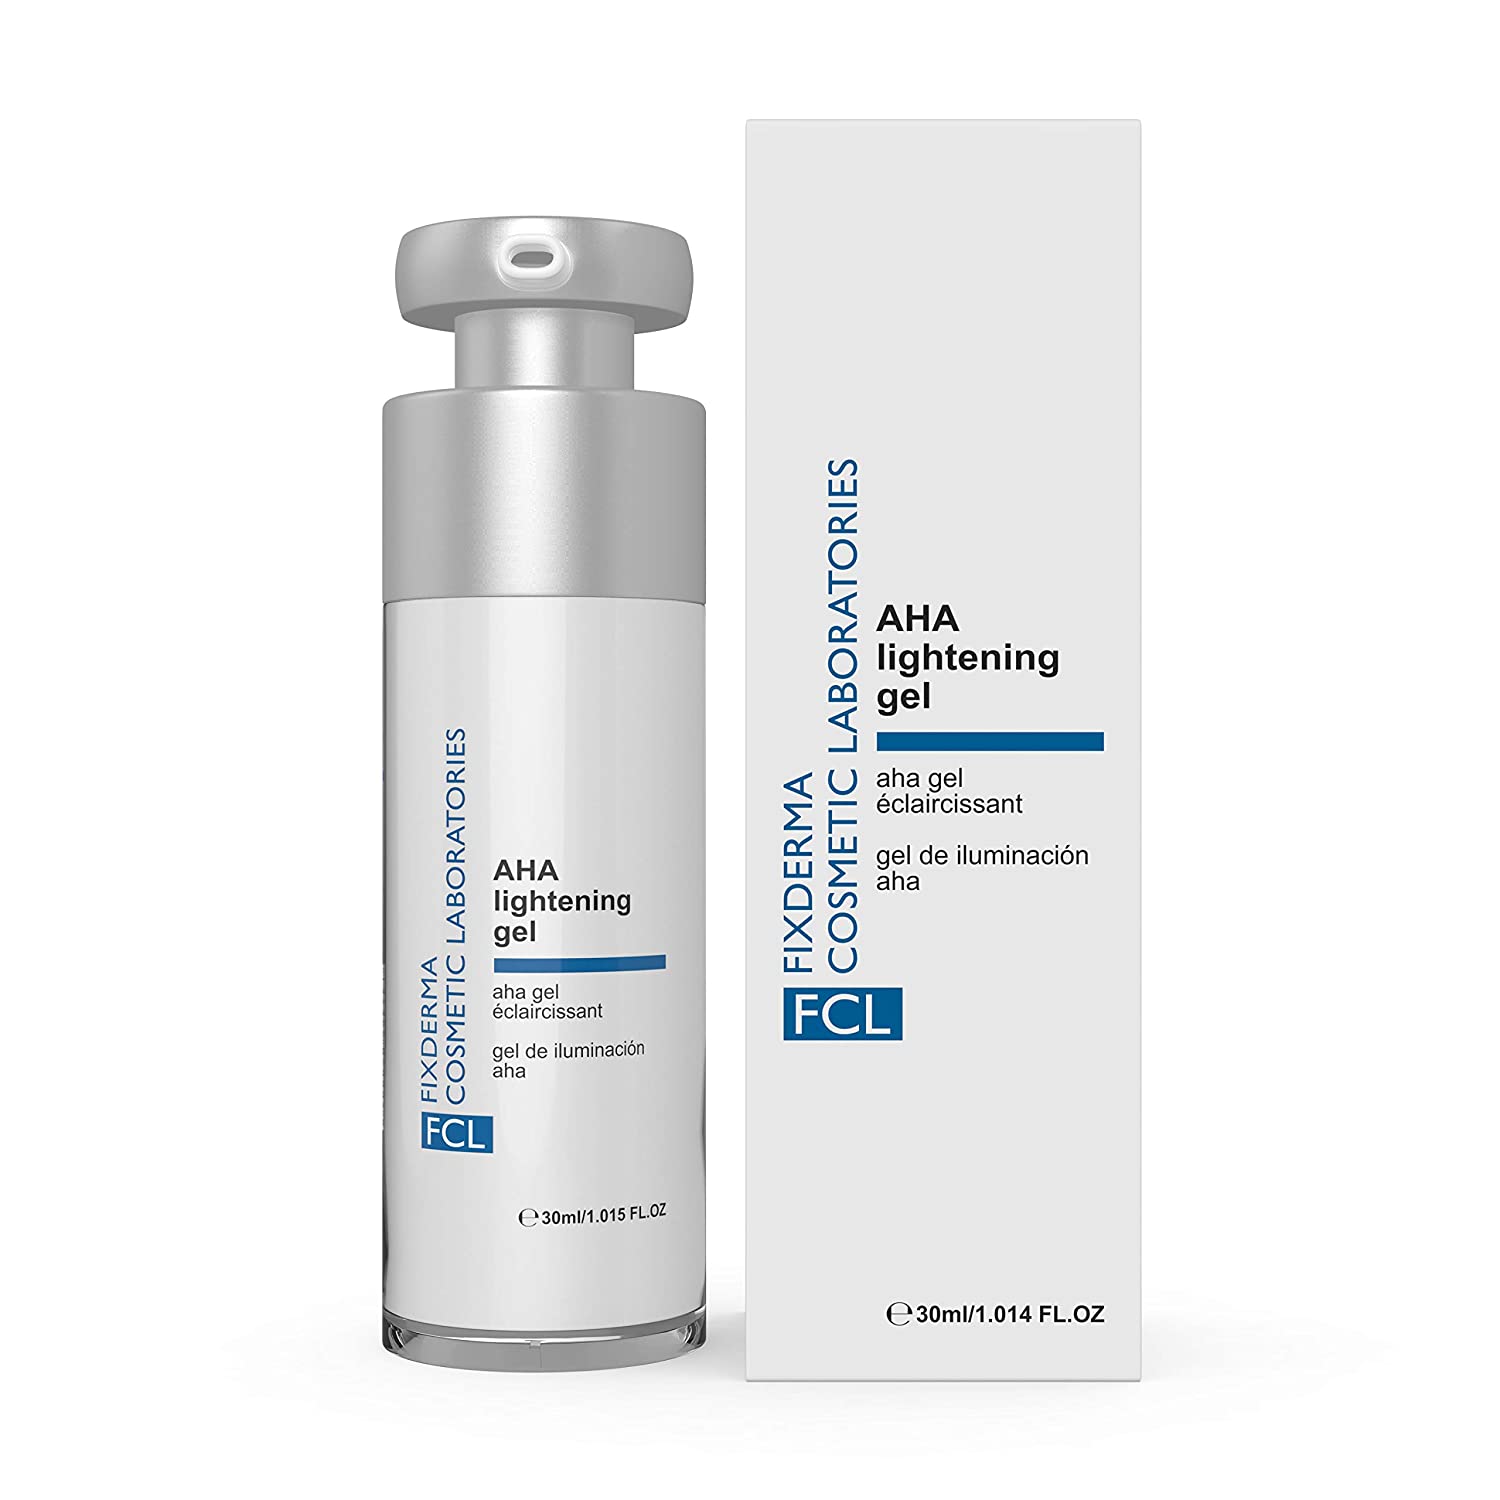 FIXDERMA
COSMETIC LABORATORIES
FCL
AHA
lightening
gel
aha gel
éclaircissant
gel de iluminación
aha
℮30ml/1.015 FL.OZ
FIXDERMA
COSMETIC LABORATORIES
FCL
AHA
lightening
gel
aha gel
éclaircissant
gel de iluminación
aha
℮30ml/1.014 FL.OZ